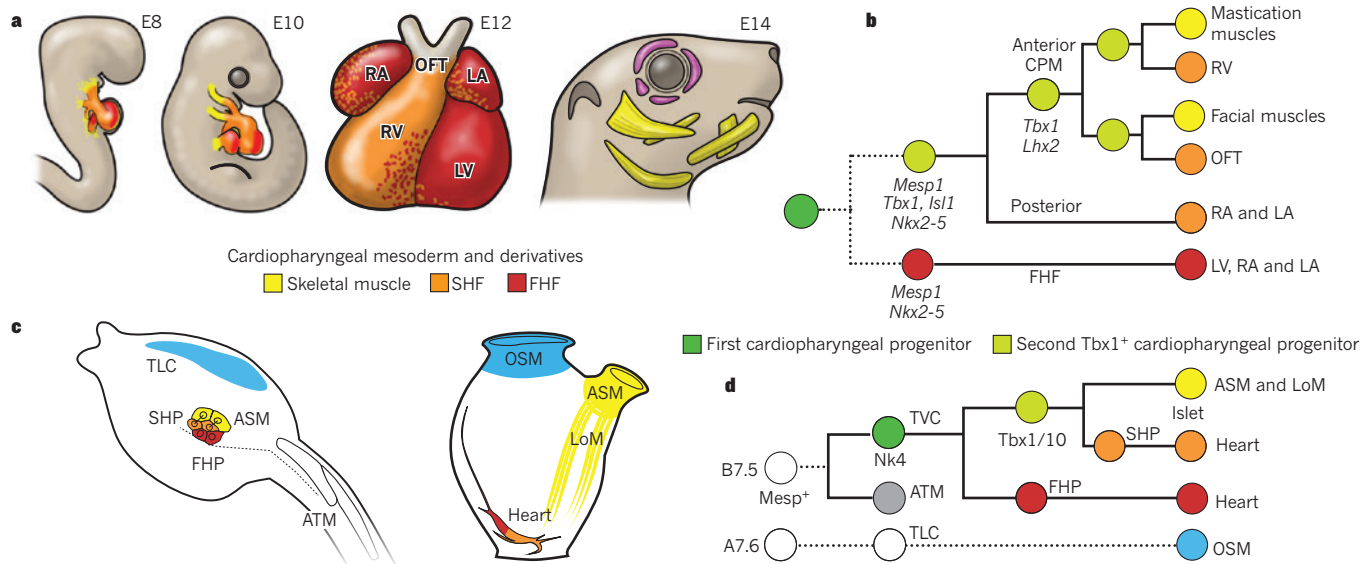 a
E8
E10
E12
E14
RA
OFT
LA
RV
LV
Cardiopharyngeal mesoderm and derivatives
Skeletal muscle
SHF
FHF
b
Anterior
CPM
Tbx1
Lhx2
Mastication
muscles
RV
Facial muscles
OFT
Mesp1
Tbx1, Isl1
Nkx2-5
Posterior
RA and LA
Mesp1
Nkx2-5
FHF
LV, RA and LA
First cardiopharyngeal progenitor
Second Tbx1+ cardiopharyngeal progenitor
c
TLC
SHP
ASM
FHP
ATM
OSM
ASM
LoM
Heart
d
B7.5
Mesp+
TVC
Nk4
ATM
Tbx1/10
ASM and LoM
Islet
SHP
Heart
FHP
Heart
A7.6
TLC
OSM